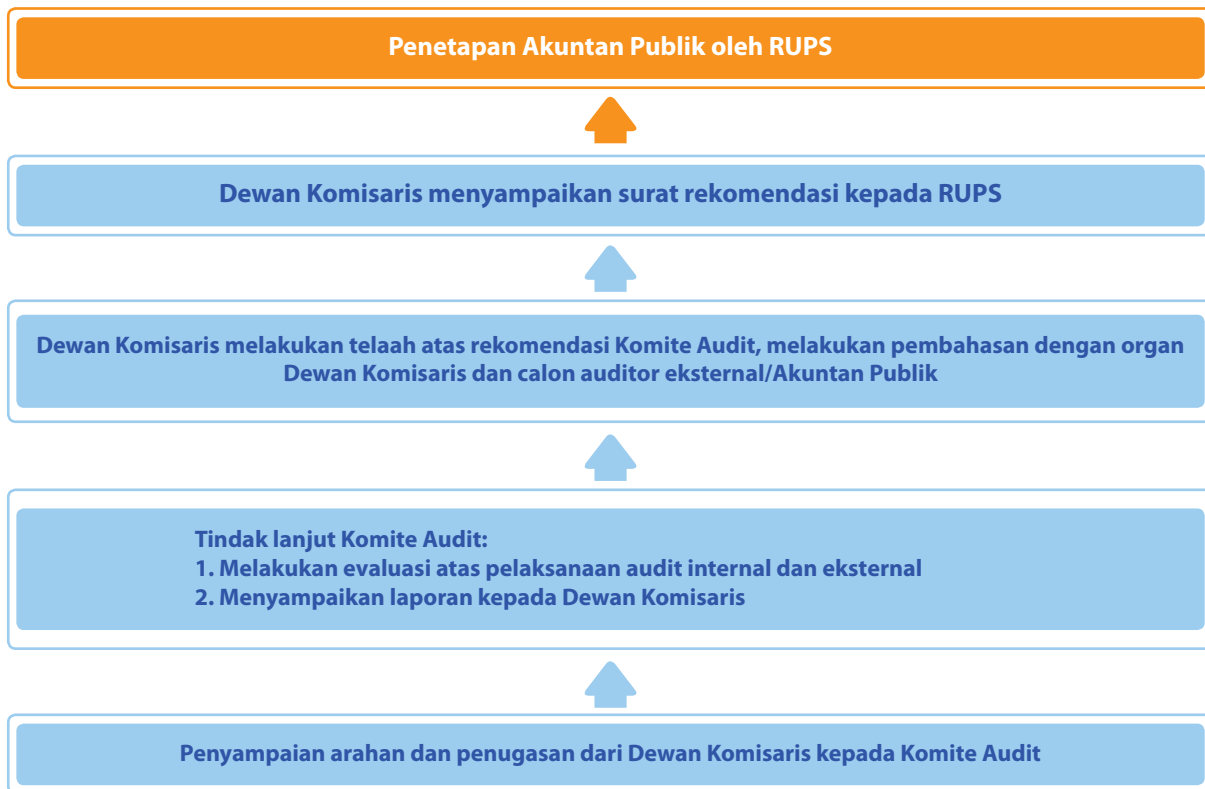 Penetapan Akuntan Publik oleh RUPS
Dewan Komisaris menyampaikan surat rekomendasi kepada RUPS
Dewan Komisaris melakukan telaah atas rekomendasi Komite Audit, melakukan pembahasan dengan organ
Dewan Komisaris dan calon auditor eksternal/Akuntan Publik
Tindak lanjut Komite Audit:
1. Melakukan evaluasi atas pelaksanaan audit internal dan eksternal
2. Menyampaikan laporan kepada Dewan Komisaris
Penyampaian arahan dan penugasan dari Dewan Komisaris kepada Komite Audit